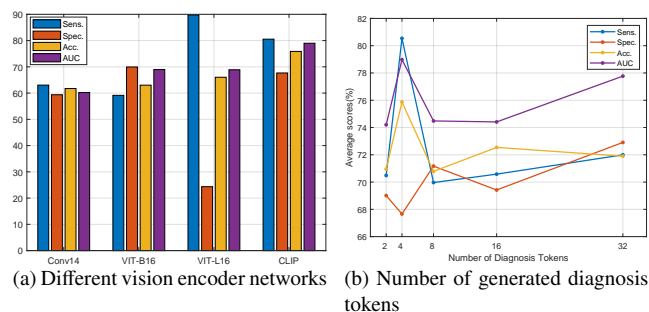 90
80
70
60
50
40
30
20
10
0
Sens.
Spec.
Acc.
AUC
Conv14 VIT-B16 VIT-L16 CLIP
(a) Different vision encoder networks
82
80
78
76
74
72
70
68
66
Average scores(%)
Sens.
Spec.
Acc.
AUC
2 4 8 16 32
Number of Diagnosis Tokens
(b) Number of generated diagnosis
tokens